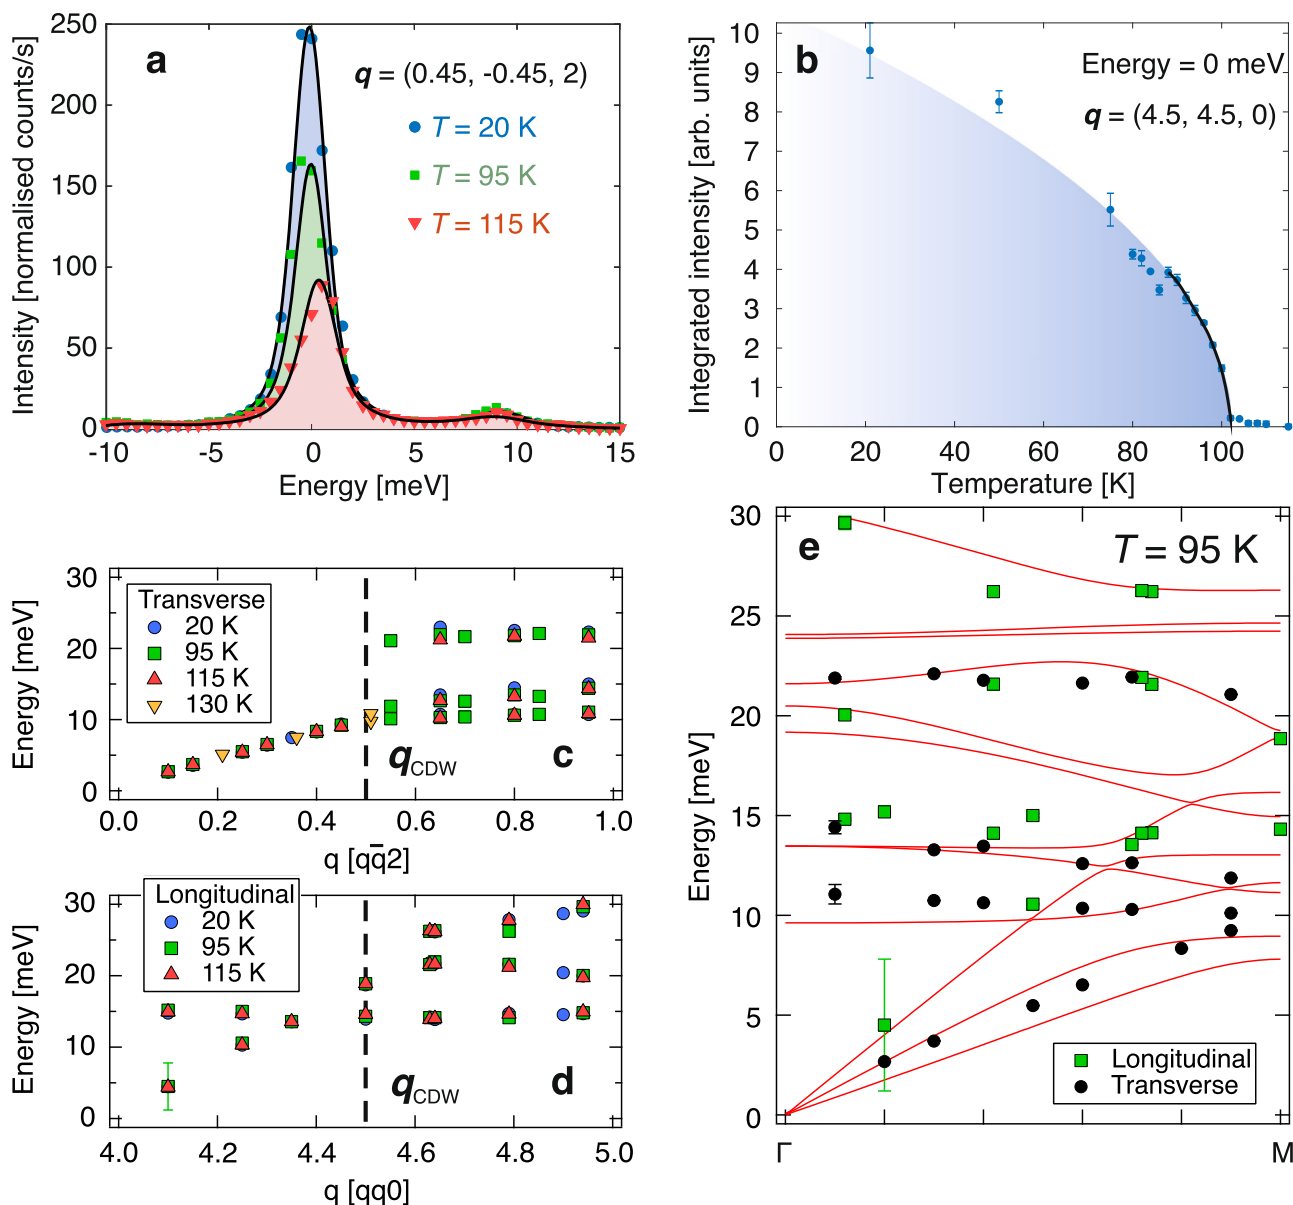 a
Intensity [normalised counts/s]
250
200
150
100
50
0
-10
-5
0
5
10
15
Energy [meV]
q = (0.45, -0.45, 2)
T = 20 K
T = 95 K
T = 115 K
b
Integrated intensity [arb. units]
10
9
8
7
6
5
4
3
2
1
0
0
20
40
60
80
100
Temperature [K]
Energy = 0 meV
q = (4.5, 4.5, 0)
c
Energy [meV]
30
20
10
0
Transverse
20 K
95 K
115 K
130 K
qCDW
0.0
0.2
0.4
0.6
0.8
1.0
q [qq̅2]
d
Energy [meV]
30
20
10
0
Longitudinal
20 K
95 K
115 K
qCDW
4.0
4.2
4.4
4.6
4.8
5.0
q [qq0]
e
T = 95 K
Energy [meV]
30
25
20
15
10
5
0
Longitudinal
Transverse
Γ
M